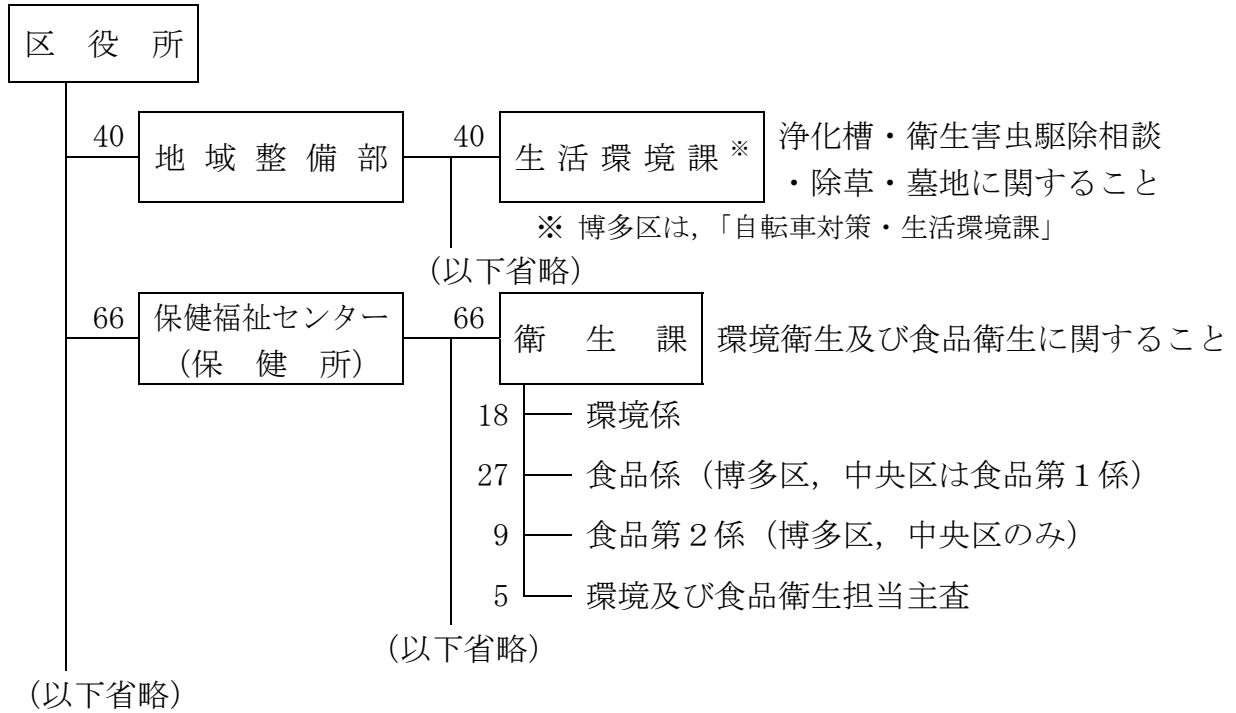 区役所
40 地域整備部 40 生活環境課※ 浄化槽・衛生害虫駆除相談
・除草・墓地に関すること
※ 博多区は，「自転車対策・生活環境課」
（以下省略）
66 保健福祉センター 66 衛生課 環境衛生及び食品衛生に関すること
（保健所）
18 環境係
27 食品係（博多区，中央区は食品第１係）
9 食品第２係（博多区，中央区のみ）
5 環境及び食品衛生担当主査
（以下省略）
（以下省略）